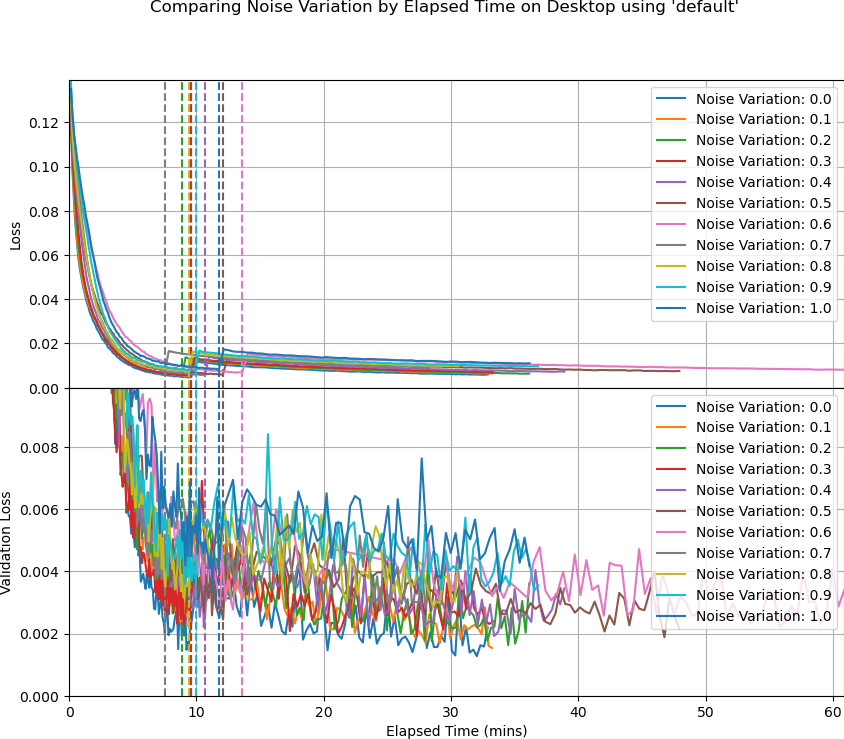 Comparing Noise Variation by Elapsed Time on Desktop using 'default'
0.12
0.10
0.08
0.06
0.04
0.02
0.00
Loss
Noise Variation: 0.0
Noise Variation: 0.1
Noise Variation: 0.2
Noise Variation: 0.3
Noise Variation: 0.4
Noise Variation: 0.5
Noise Variation: 0.6
Noise Variation: 0.7
Noise Variation: 0.8
Noise Variation: 0.9
Noise Variation: 1.0
0.008
0.006
0.004
0.002
0.000
Validation Loss
Noise Variation: 0.0
Noise Variation: 0.1
Noise Variation: 0.2
Noise Variation: 0.3
Noise Variation: 0.4
Noise Variation: 0.5
Noise Variation: 0.6
Noise Variation: 0.7
Noise Variation: 0.8
Noise Variation: 0.9
Noise Variation: 1.0
0 10 20 30 40 50 60
Elapsed Time (mins)